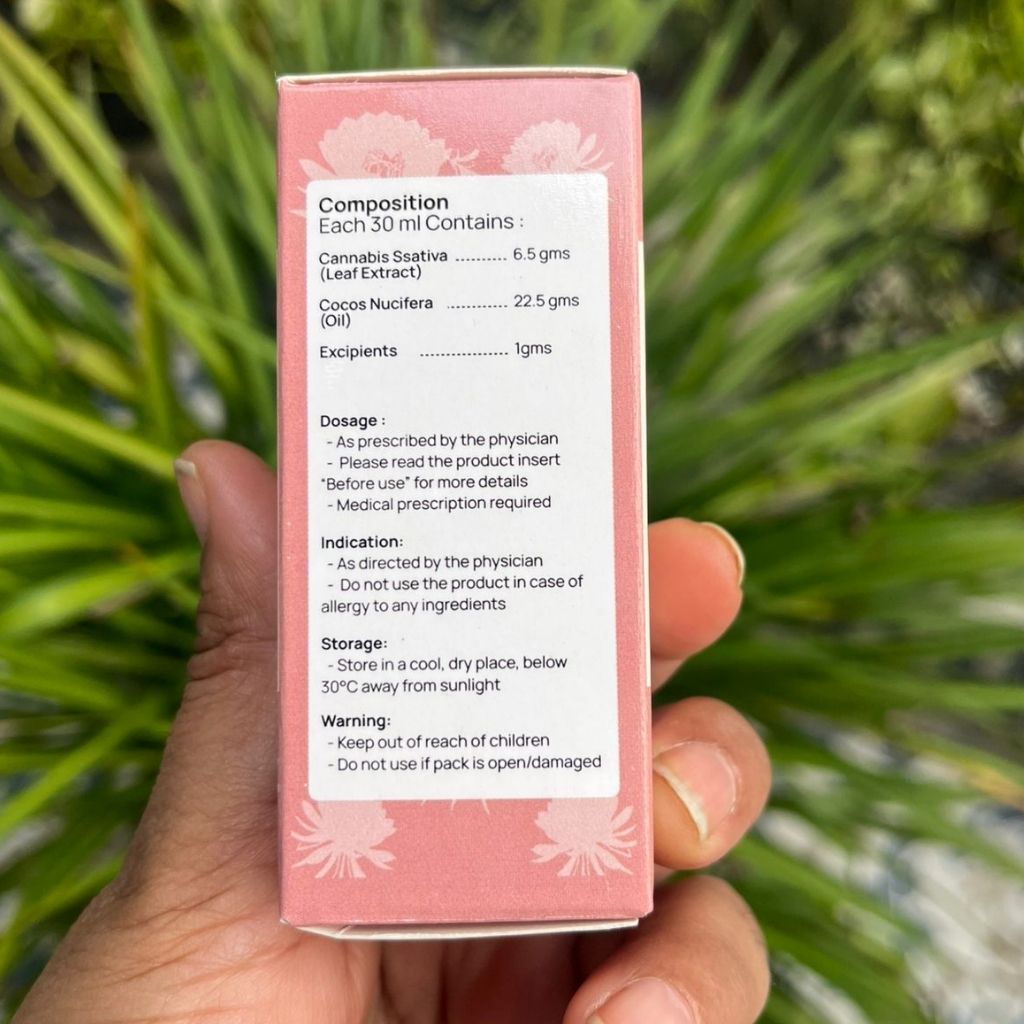 Composition
Each 30 ml Contains :
Cannabis Ssativa .......... 6.5 gms
(Leaf Extract)
Cocos Nucifera ............ 22.5 gms
(Oil)
Excipients ................. 1gms
Dosage :
- As prescribed by the physician
- Please read the product insert
"Before use" for more details
- Medical prescription required
Indication:
- As directed by the physician
- Do not use the product in case of
allergy to any ingredients
Storage:
- Store in a cool, dry place, below
30°C away from sunlight
Warning:
- Keep out of reach of children
- Do not use if pack is open/damaged